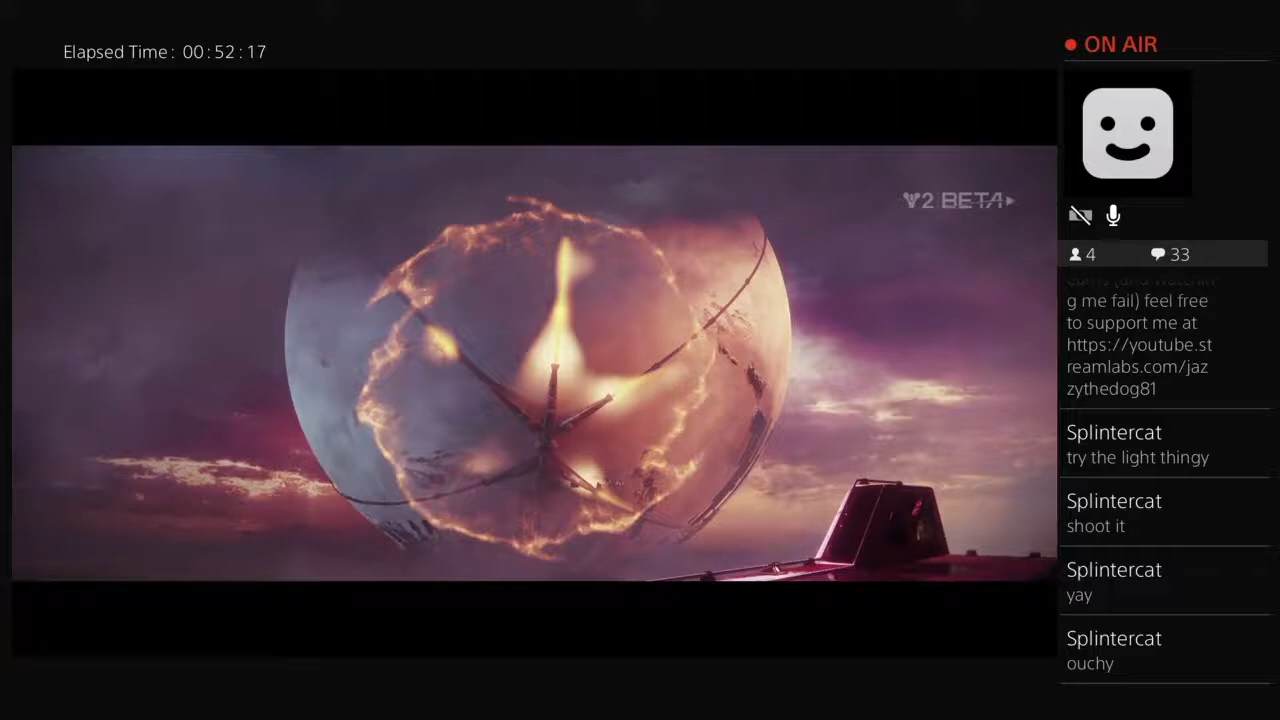 Elapsed Time: 00:52:17
ON AIR
2 BETA
4
33
g me fail) feel free
to support me at
https://youtube.st
reamlabs.com/jaz
zythedog81
Splintercat
try the light thingy
Splintercat
shoot it
Splintercat
yay
Splintercat
ouchy